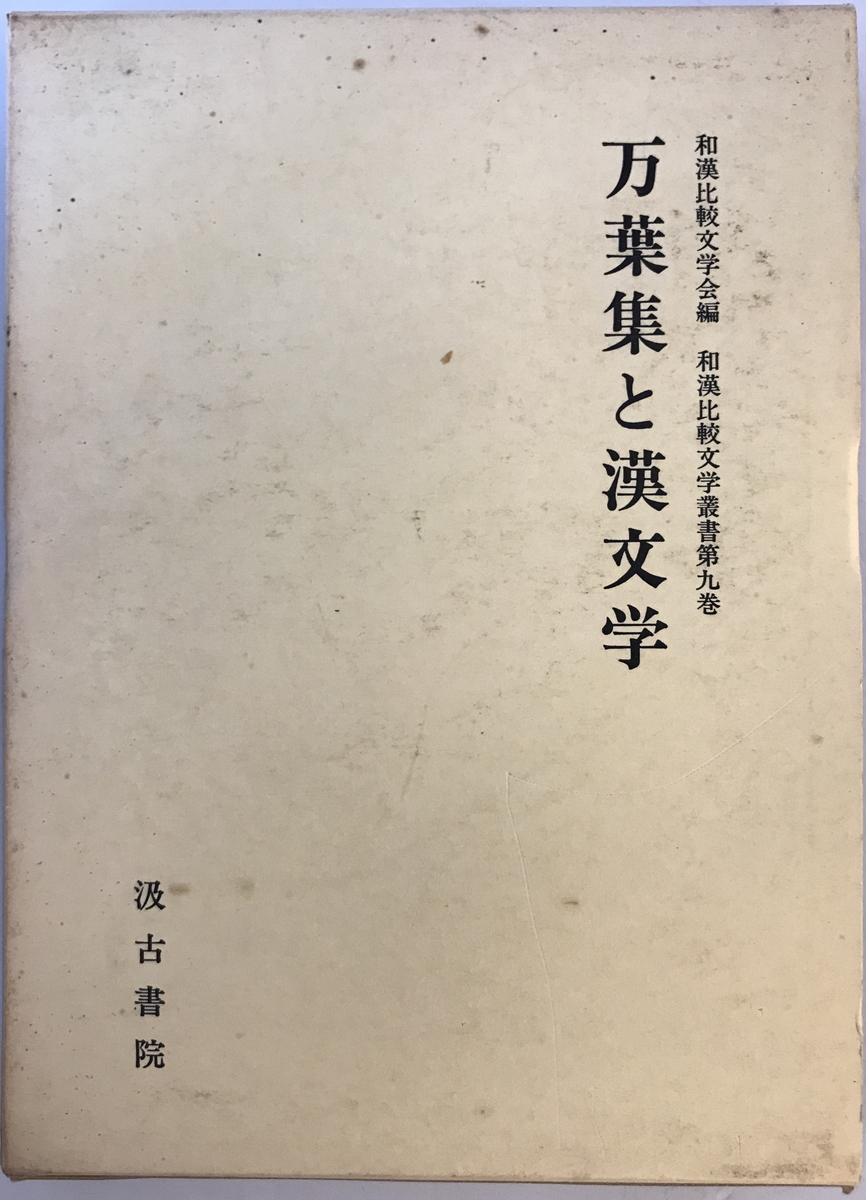 和漢比較文学会編 和漢比較文学叢書第九巻
万葉集と漢文学
汲古書院